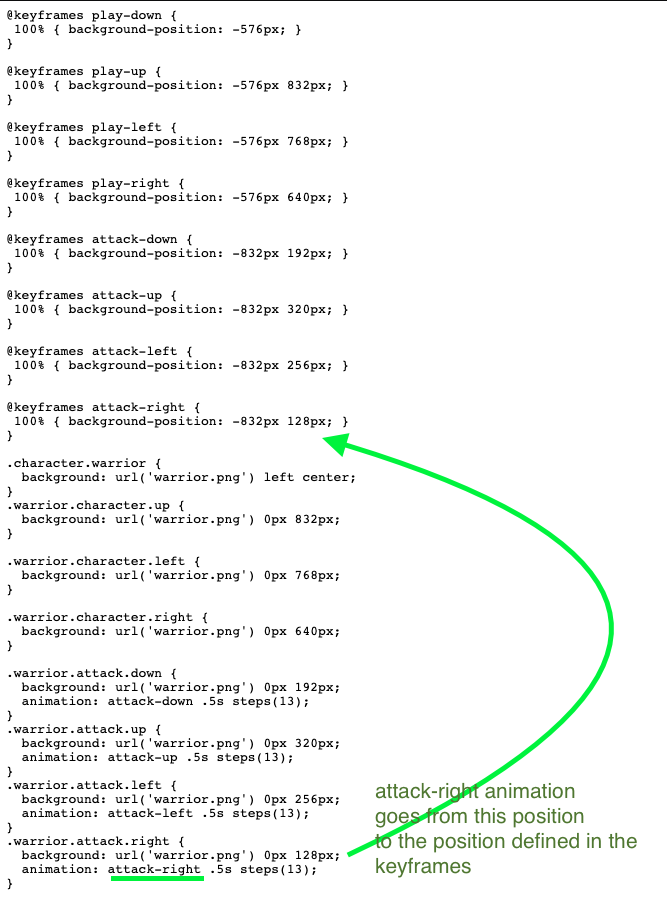 @keyframes play-down {
 100% { background-position: -576px; }
}

@keyframes play-up {
 100% { background-position: -576px 832px; }
}

@keyframes play-left {
 100% { background-position: -576px 768px; }
}

@keyframes play-right {
 100% { background-position: -576px 640px; }
}

@keyframes attack-down {
 100% { background-position: -832px 192px; }
}

@keyframes attack-up {
 100% { background-position: -832px 320px; }
}

@keyframes attack-left {
 100% { background-position: -832px 256px; }
}

@keyframes attack-right {
 100% { background-position: -832px 128px; }
}

.character.warrior {
  background: url('warrior.png') left center;
}
.warrior.character.up {
  background: url('warrior.png') 0px 832px;
}

.warrior.character.left {
  background: url('warrior.png') 0px 768px;
}

.warrior.character.right {
  background: url('warrior.png') 0px 640px;
}

.warrior.attack.down {
  background: url('warrior.png') 0px 192px;
  animation: attack-down .5s steps(13);
}
.warrior.attack.up {
  background: url('warrior.png') 0px 320px;
  animation: attack-up .5s steps(13);
}
.warrior.attack.left {
  background: url('warrior.png') 0px 256px;
  animation: attack-left .5s steps(13);
}
.warrior.attack.right {
  background: url('warrior.png') 0px 128px;
  animation: attack-right .5s steps(13);
}
attack-right animation
goes from this position
to the position defined in the
keyframes